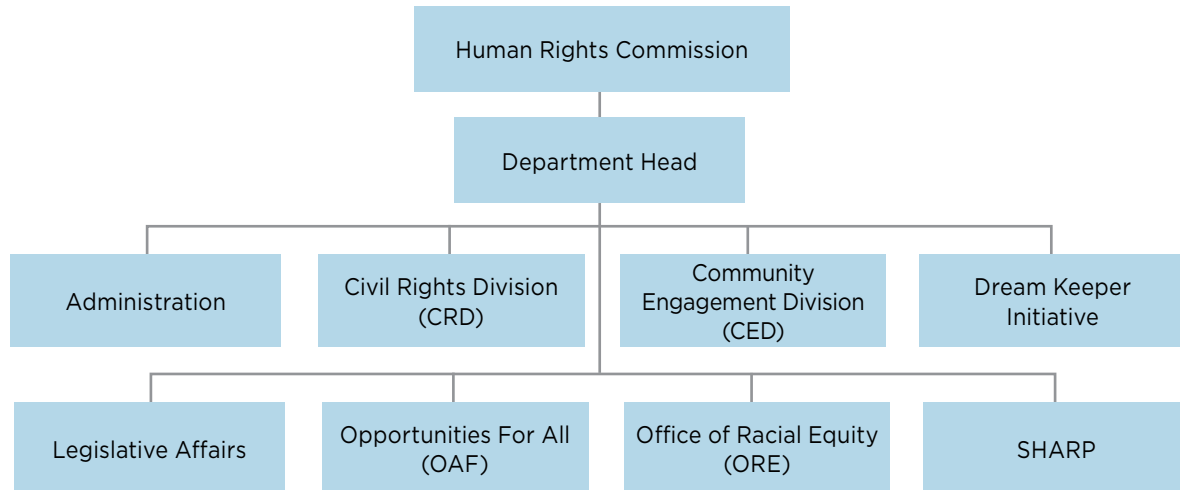 Human Rights Commission
Department Head
Administration
Civil Rights Division
(CRD)
Community
Engagement Division
(CED)
Dream Keeper
Initiative
Legislative Affairs
Opportunities For All
(OAF)
Office of Racial Equity
(ORE)
SHARP